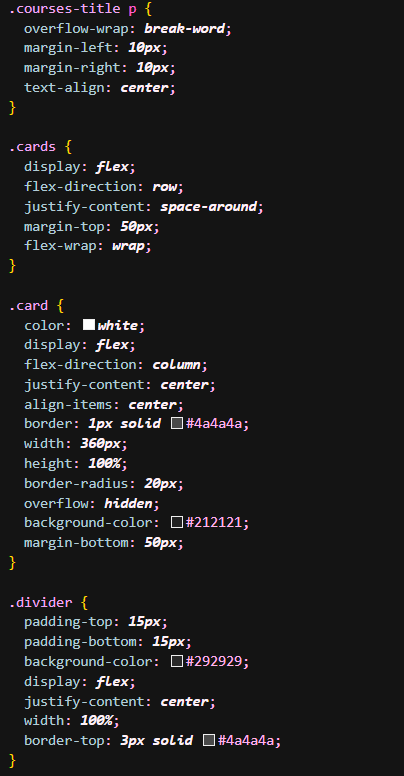 .courses-title p {
  overflow-wrap: break-word;
  margin-left: 10px;
  margin-right: 10px;
  text-align: center;
}

.cards {
  display: flex;
  flex-direction: row;
  justify-content: space-around;
  margin-top: 50px;
  flex-wrap: wrap;
}

.card {
  color: white;
  display: flex;
  flex-direction: column;
  justify-content: center;
  align-items: center;
  border: 1px solid #4a4a4a;
  width: 360px;
  height: 100%;
  border-radius: 20px;
  overflow: hidden;
  background-color: #212121;
  margin-bottom: 50px;
}

.divider {
  padding-top: 15px;
  padding-bottom: 15px;
  background-color: #292929;
  display: flex;
  justify-content: center;
  width: 100%;
  border-top: 3px solid #4a4a4a;
}